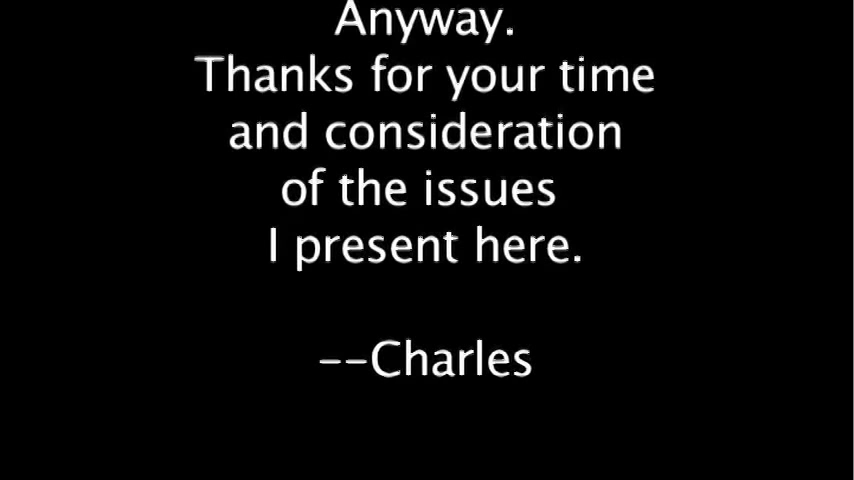 Anyway.
Thanks for your time
and consideration
of the issues
I present here.
--Charles